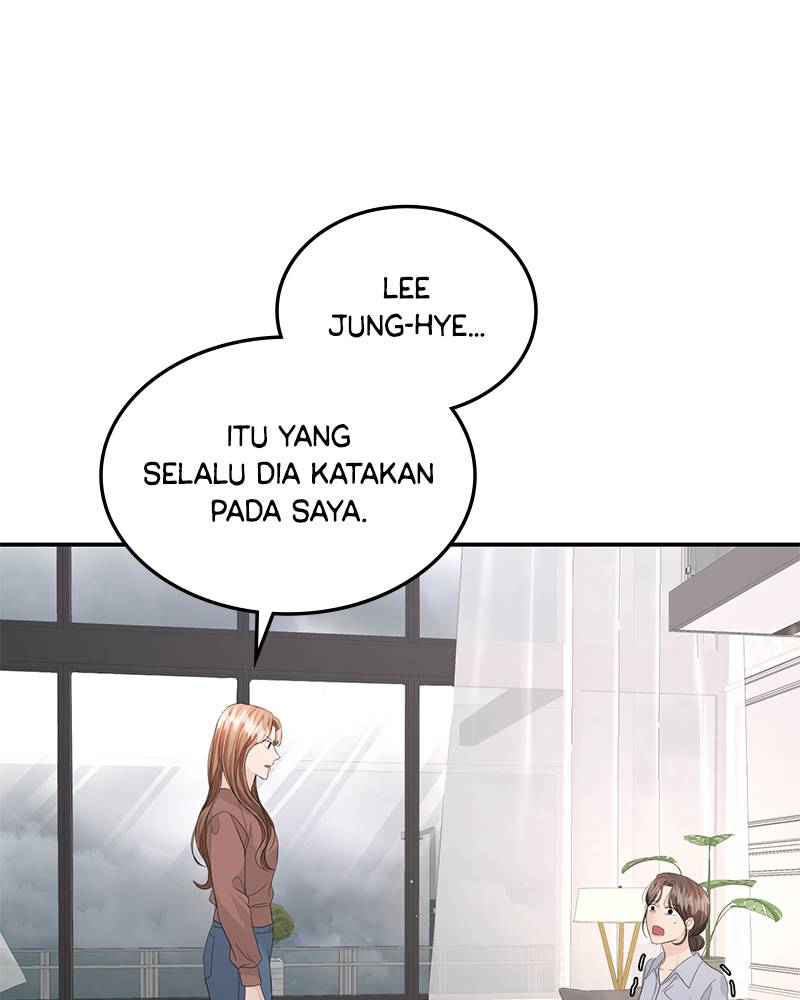 LEE
JUNG-HYE...
ITU YANG
SELALU DIA KATAKAN
PADA SAYA.